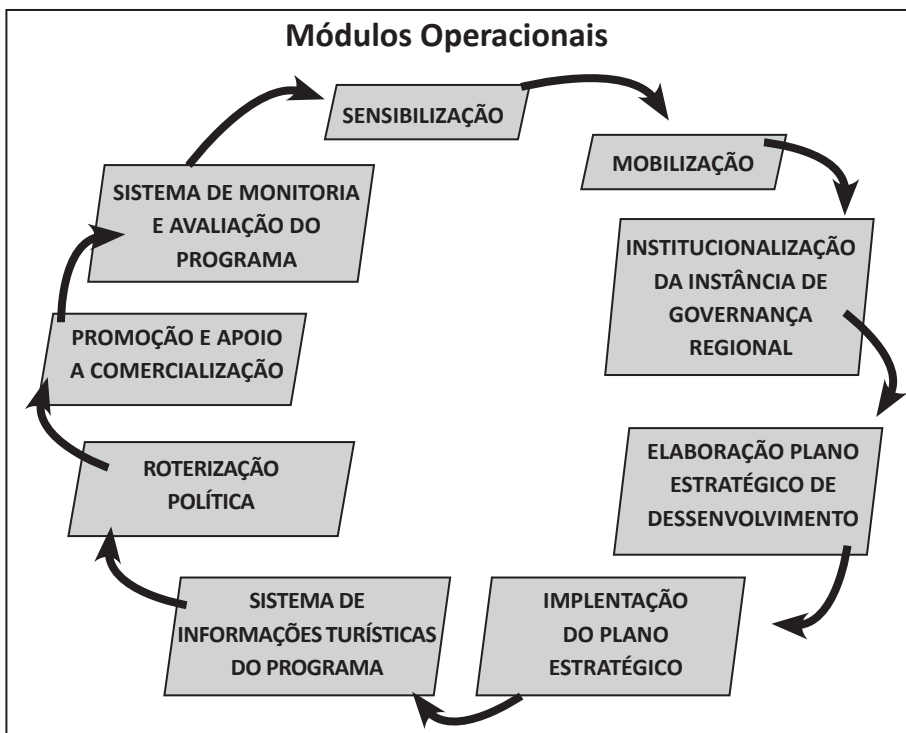 Módulos Operacionais
SENSIBILIZAÇÃO
MOBILIZAÇÃO
INSTITUCIONALIZAÇÃO
DA INSTÂNCIA DE
GOVERNANÇA
REGIONAL
ELABORAÇÃO PLANO
ESTRATÉGICO DE
DESSENVOLVIMENTO
IMPLENTAÇÃO
DO PLANO
ESTRATÉGICO
SISTEMA DE
INFORMAÇÕES TURÍSTICAS
DO PROGRAMA
ROTERIZAÇÃO
POLÍTICA
PROMOÇÃO E APOIO
A COMERCIALIZAÇÃO
SISTEMA DE MONITORIA
E AVALIAÇÃO DO
PROGRAMA